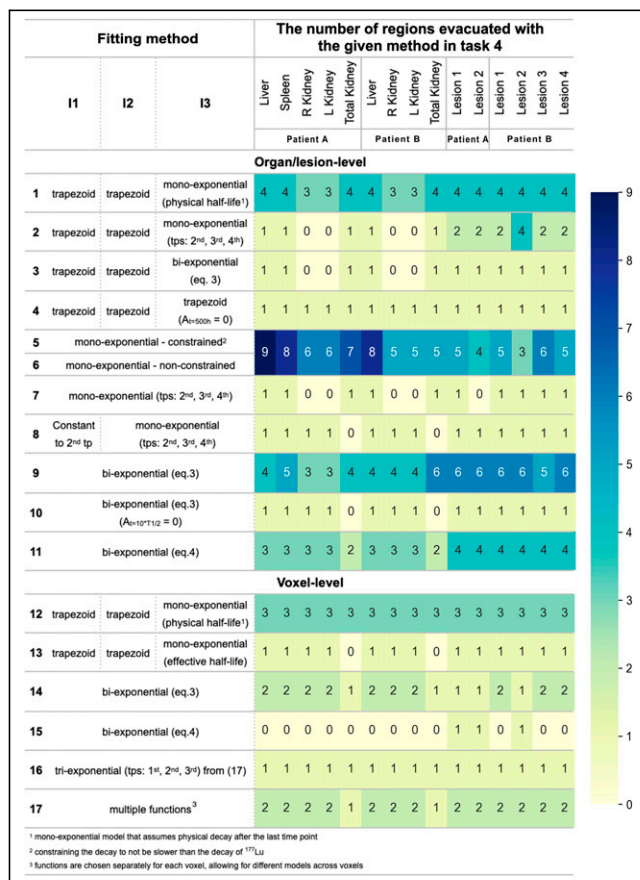 Fitting method
The number of regions evacuated with
the given method in task 4
I1 I2 I3
Liver Spleen R Kidney L Kidney Total Kidney Liver R Kidney L Kidney Total Kidney Lesion 1 Lesion 2 Lesion 1 Lesion 2 Lesion 3 Lesion 4
Patient A Patient B Patient A Patient B
Organ/lesion-level
1 trapezoid trapezoid mono-exponential (physical half-life¹) 4 4 3 3 4 4 3 3 4 4 4 4 4 4 4
2 trapezoid trapezoid mono-exponential (tps: 2nd, 3rd, 4th) 1 1 0 0 1 1 0 0 1 2 2 2 4 2 2
3 trapezoid trapezoid bi-exponential (eq. 3) 1 1 0 0 1 1 0 0 1 1 1 1 1 1 1
4 trapezoid trapezoid trapezoid (At=500h = 0) 1 1 1 1 1 1 1 1 1 1 1 1 1 1 1
5 mono-exponential - constrained²
9 8 6 6 7 8 5 5 5 5 4 5 3 6 5
6 mono-exponential - non-constrained
7 mono-exponential (tps: 2nd, 3rd, 4th) 1 1 0 0 1 1 0 0 1 1 0 1 1 1 1
8 Constant to 2nd tp mono-exponential (tps: 2nd, 3rd, 4th) 1 1 1 1 0 1 1 1 0 1 1 1 1 1 1
9 bi-exponential (eq.3) 4 5 3 3 4 4 4 4 6 6 6 6 6 5 6
10 bi-exponential (eq.3) (At=10*T1/2 = 0) 1 1 1 1 0 1 1 1 0 1 1 1 1 1 1
11 bi-exponential (eq.4) 3 3 3 3 2 3 3 3 2 4 4 4 4 4 4
Voxel-level
12 trapezoid trapezoid mono-exponential (physical half-life¹) 3 3 3 3 3 3 3 3 3 3 3 3 3 3 3
13 trapezoid trapezoid mono-exponential (effective half-life) 1 1 1 1 0 1 1 1 0 1 1 1 1 1 1
14 bi-exponential (eq.3) 2 2 2 2 1 2 2 2 1 1 1 2 1 2 2
15 bi-exponential (eq.4) 0 0 0 0 0 0 0 0 0 1 1 0 1 0 0
16 tri-exponential (tps: 1st, 2nd, 3rd) from (17) 1 1 1 1 1 1 1 1 1 1 1 1 1 1 1
17 multiple functions³ 2 2 2 2 1 2 2 2 1 2 2 2 2 2 2
¹ mono-exponential model that assumes physical decay after the last time point
² constraining the decay to not be slower than the decay of ¹⁷⁷Lu
³ functions are chosen separately for each voxel, allowing for different models across voxels
9
8
7
6
5
4
3
2
1
0